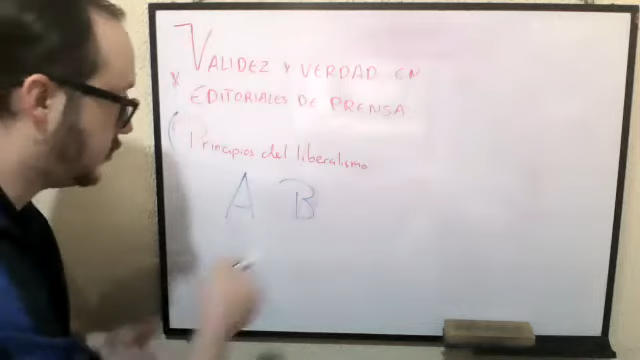 VALIDEZ Y VERDAD EN
EDITORIALES DE PRENSA
Principios del liberalismo
A B